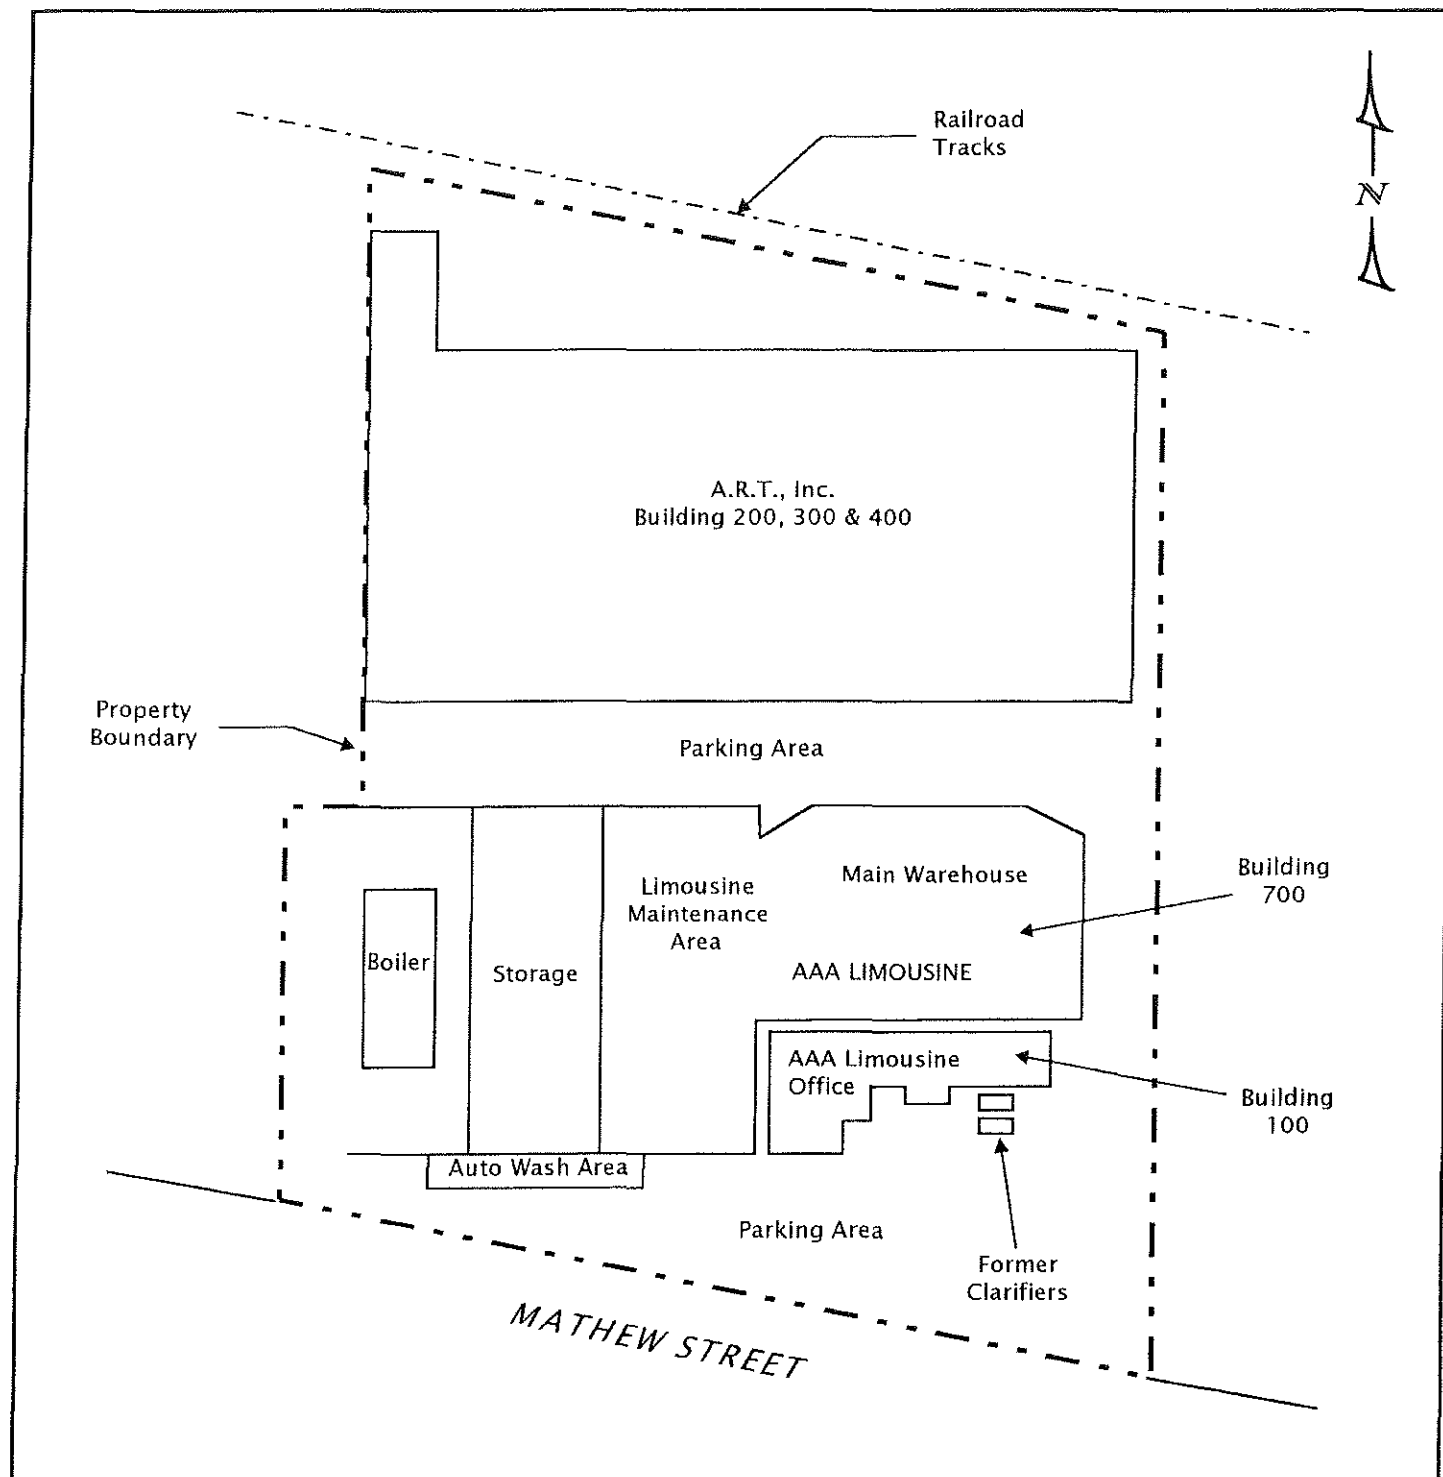 Railroad
Tracks
N
A.R.T., Inc.
Building 200, 300 & 400
Property
Boundary
Parking Area
Limousine
Maintenance
Area
Main Warehouse
Building
700
Boiler
Storage
AAA LIMOUSINE
AAA Limousine
Office
Building
100
Auto Wash Area
Parking Area
Former
Clarifiers
MATHEW STREET